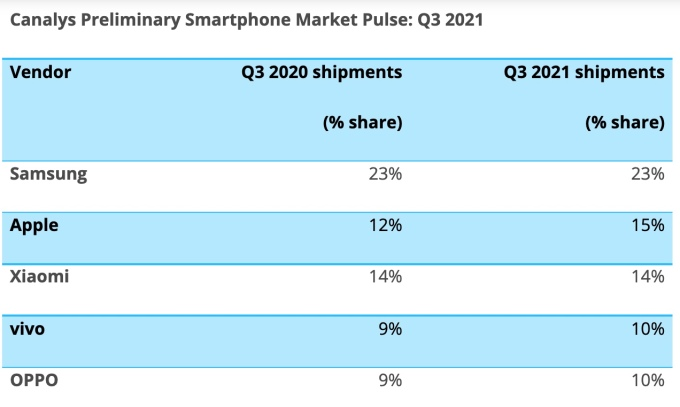 Canalys Preliminary Smartphone Market Pulse: Q3 2021
Vendor Q3 2020 shipments Q3 2021 shipments
(% share) (% share)
Samsung 23% 23%
Apple 12% 15%
Xiaomi 14% 14%
vivo 9% 10%
OPPO 9% 10%